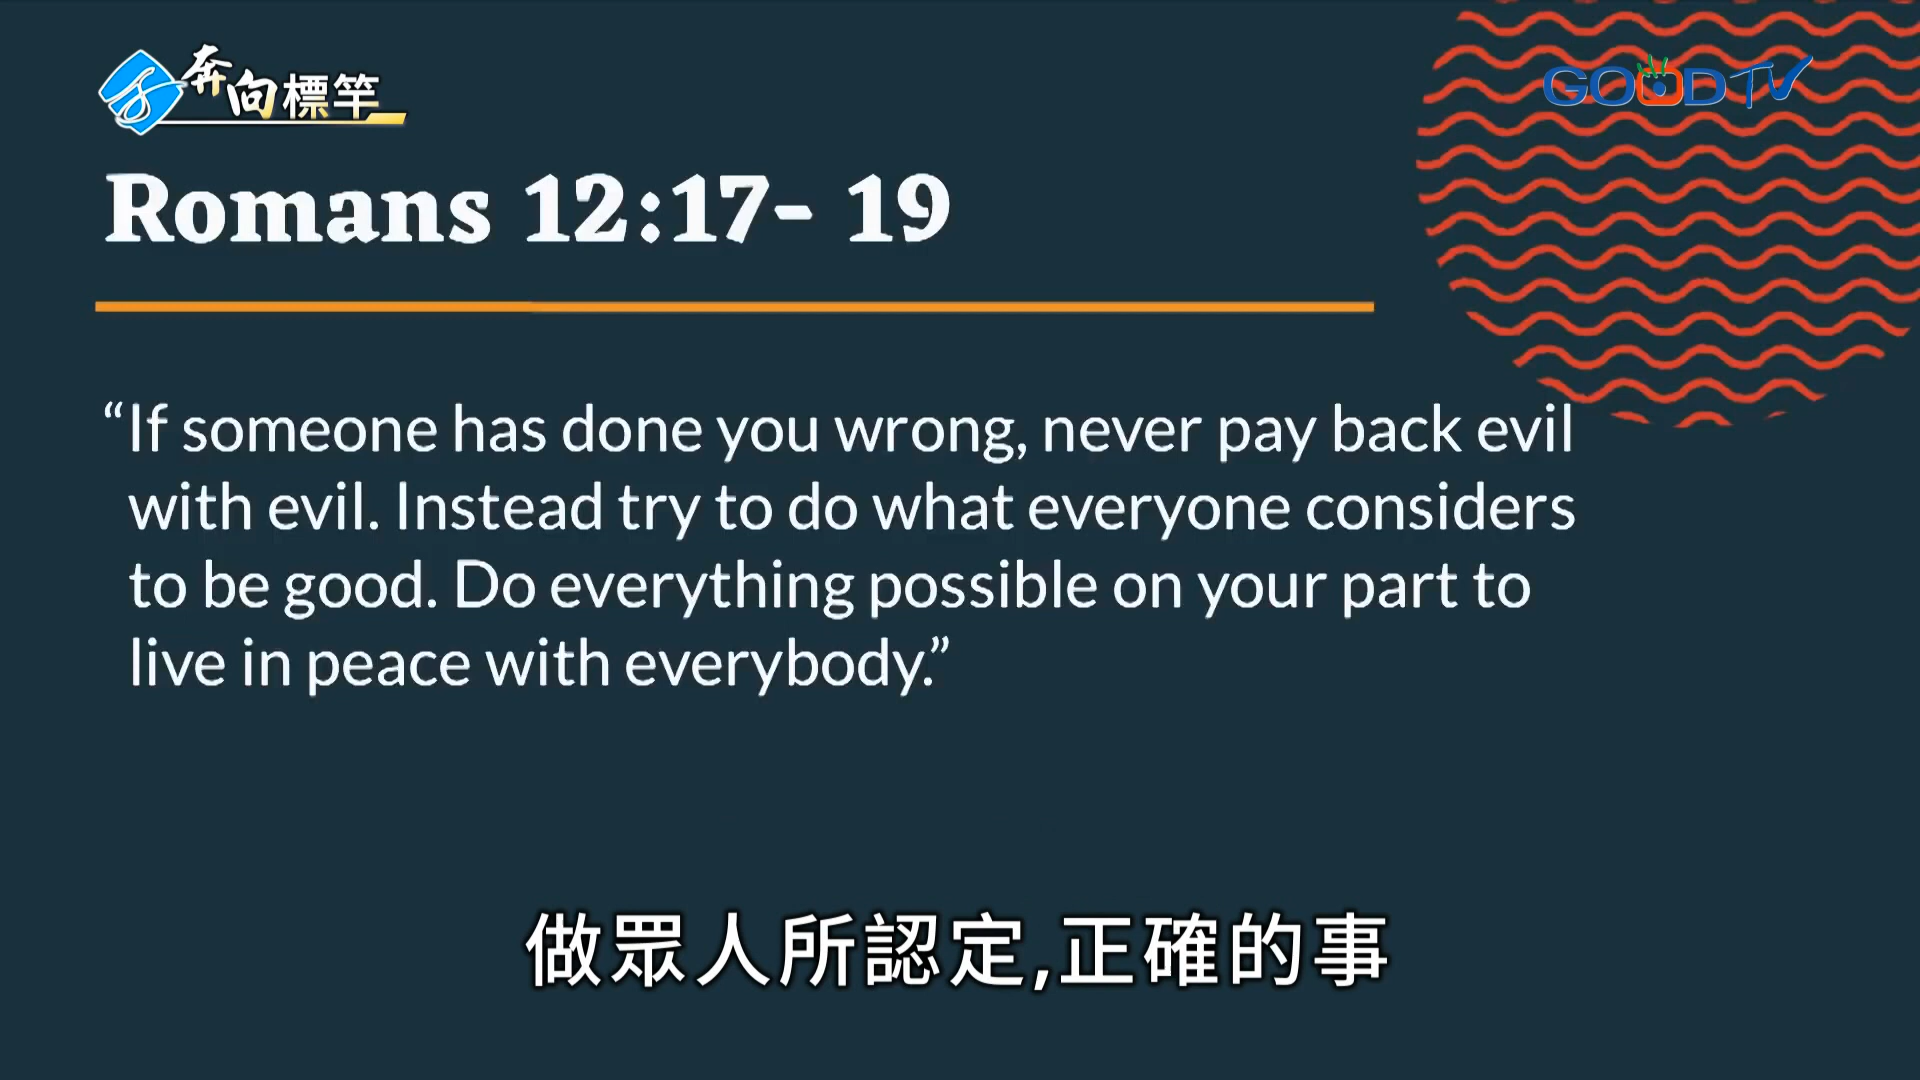 奔向標竿
GOOD TV
Romans 12:17- 19
“If someone has done you wrong, never pay back evil
with evil. Instead try to do what everyone considers
to be good. Do everything possible on your part to
live in peace with everybody.”
做眾人所認定,正確的事